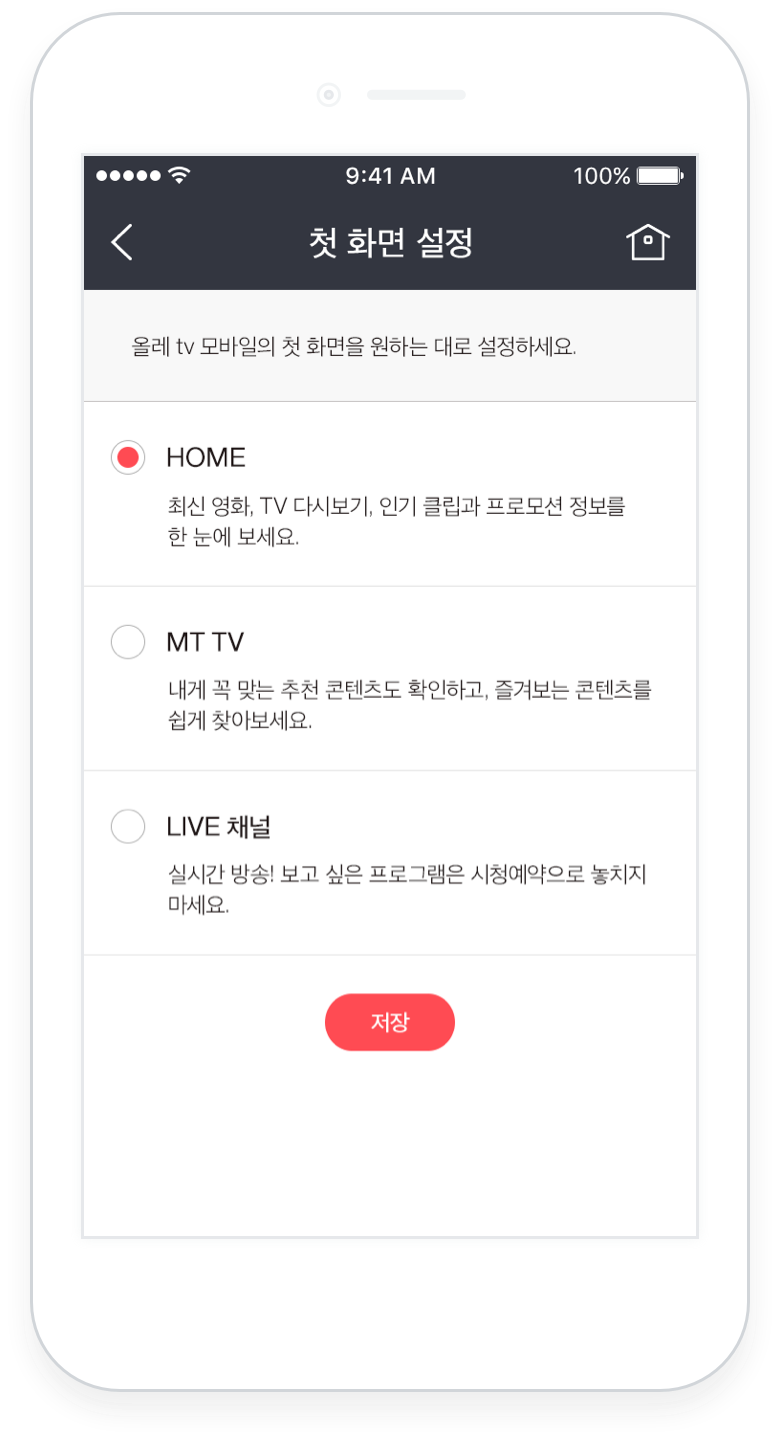 9:41 AM 100%
첫 화면 설정
올레 tv 모바일의 첫 화면을 원하는 대로 설정하세요.
HOME
최신 영화, TV 다시보기, 인기 클립과 프로모션 정보를
한 눈에 보세요.
MT TV
내게 꼭 맞는 추천 콘텐츠도 확인하고, 즐겨보는 콘텐츠를
쉽게 찾아보세요.
LIVE 채널
실시간 방송! 보고 싶은 프로그램은 시청예약으로 놓치지
마세요.
저장